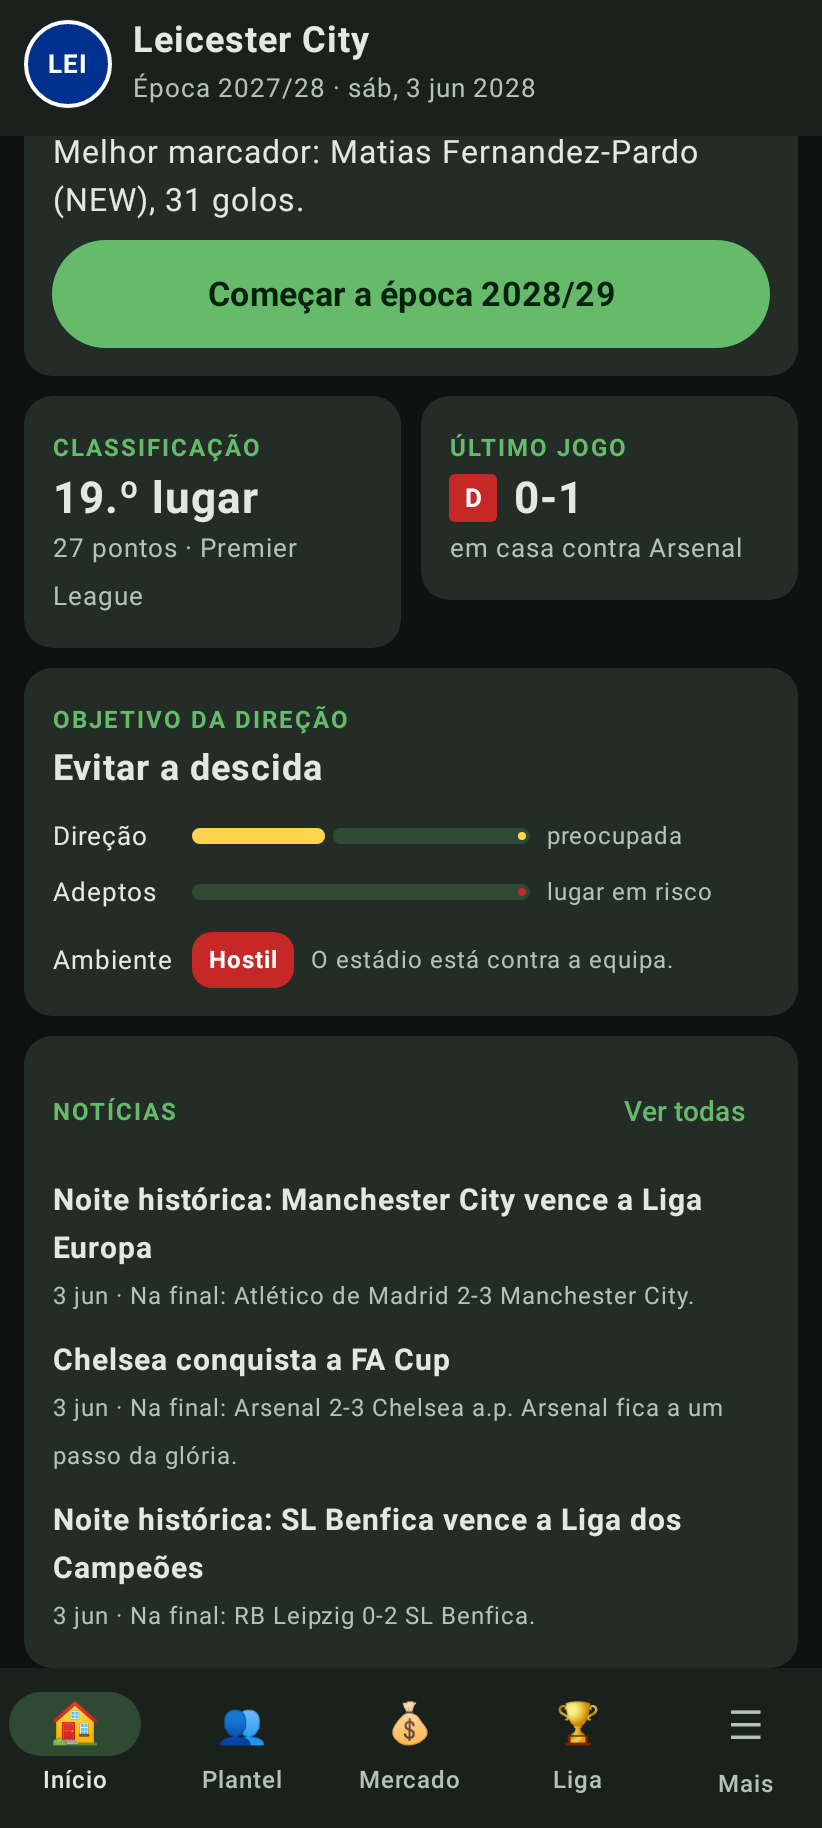 LEI
Leicester City
Época 2027/28 · sáb, 3 jun 2028
Melhor marcador: Matias Fernandez-Pardo
(NEW), 31 golos.
Começar a época 2028/29
CLASSIFICAÇÃO
19.º lugar
27 pontos · Premier
League
ÚLTIMO JOGO
D 0-1
em casa contra Arsenal
OBJETIVO DA DIREÇÃO
Evitar a descida
Direção preocupada
Adeptos lugar em risco
Ambiente Hostil O estádio está contra a equipa.
NOTÍCIAS Ver todas
Noite histórica: Manchester City vence a Liga
Europa
3 jun · Na final: Atlético de Madrid 2-3 Manchester City.
Chelsea conquista a FA Cup
3 jun · Na final: Arsenal 2-3 Chelsea a.p. Arsenal fica a um
passo da glória.
Noite histórica: SL Benfica vence a Liga dos
Campeões
3 jun · Na final: RB Leipzig 0-2 SL Benfica.
Início Plantel Mercado Liga Mais